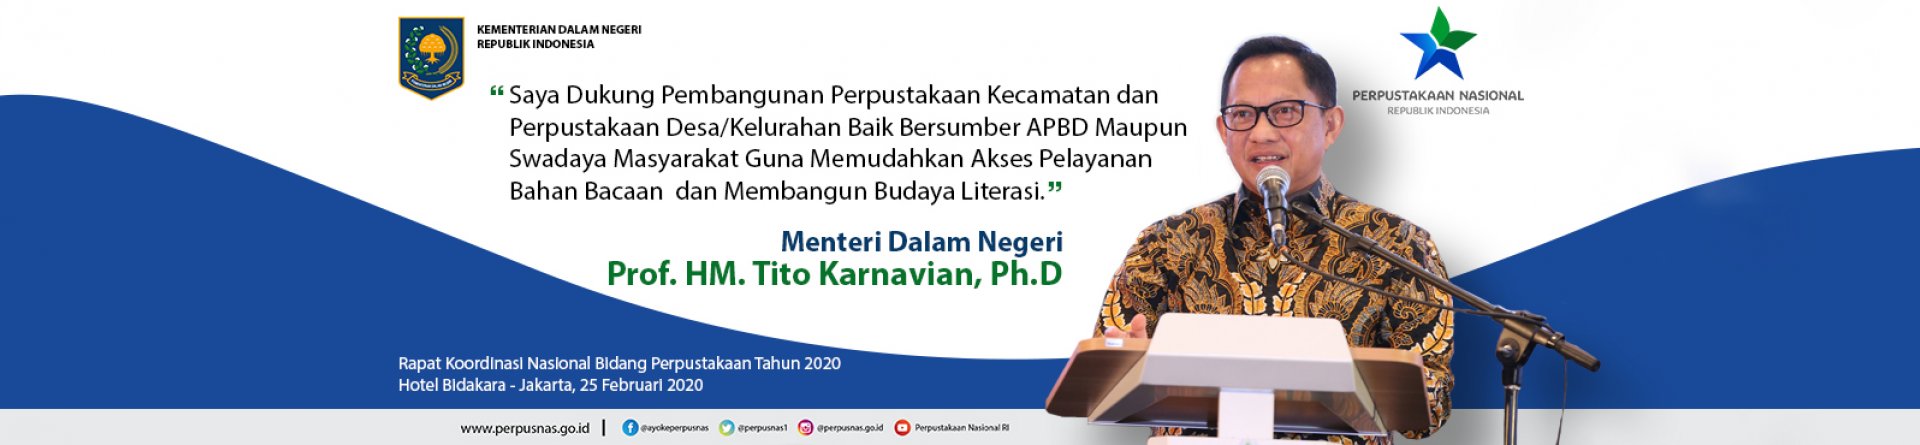 KEMENTERIAN DALAM NEGERI
REPUBLIK INDONESIA
PERPUSTAKAAN NASIONAL
REPUBLIK INDONESIA
“ Saya Dukung Pembangunan Perpustakaan Kecamatan dan
Perpustakaan Desa/Kelurahan Baik Bersumber APBD Maupun
Swadaya Masyarakat Guna Memudahkan Akses Pelayanan
Bahan Bacaan dan Membangun Budaya Literasi.”
Menteri Dalam Negeri
Prof. HM. Tito Karnavian, Ph.D
Rapat Koordinasi Nasional Bidang Perpustakaan Tahun 2020
Hotel Bidakara - Jakarta, 25 Februari 2020
www.perpusnas.go.id | @ayokeperpusnas @perpusnas1 @perpusnas.go.id Perpustakaan Nasional RI